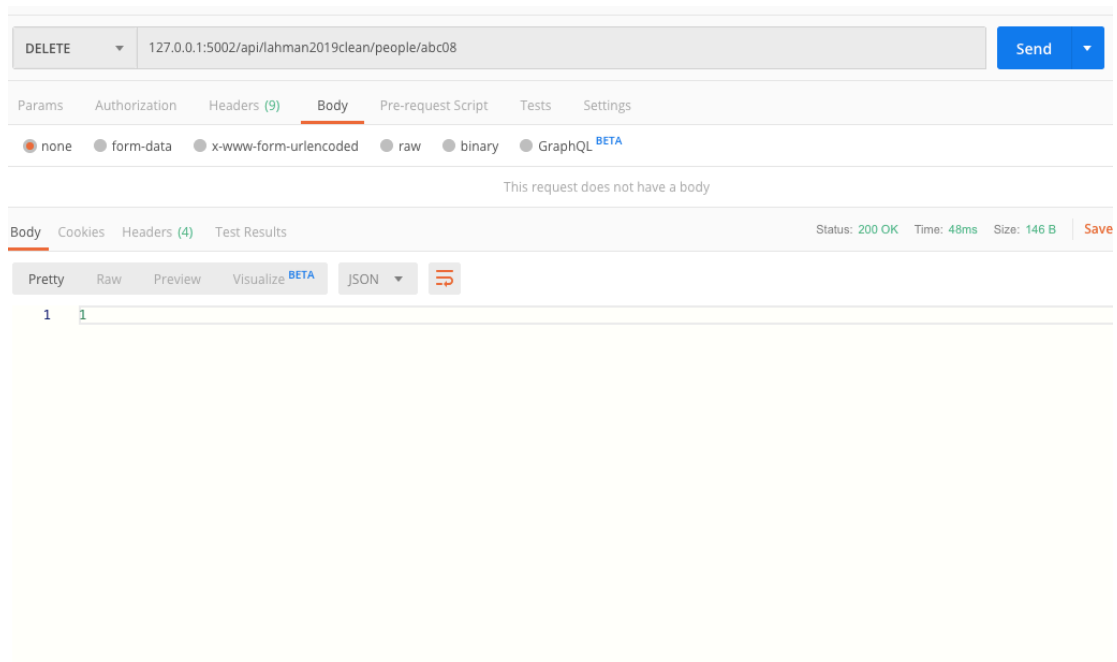 DELETE 127.0.0.1:5002/api/lahman2019clean/people/abc08 Send
Params Authorization Headers (9) Body Pre-request Script Tests Settings
none form-data x-www-form-urlencoded raw binary GraphQL BETA
This request does not have a body
Body Cookies Headers (4) Test Results Status: 200 OK Time: 48ms Size: 146 B Save
Pretty Raw Preview Visualize BETA JSON
1 1